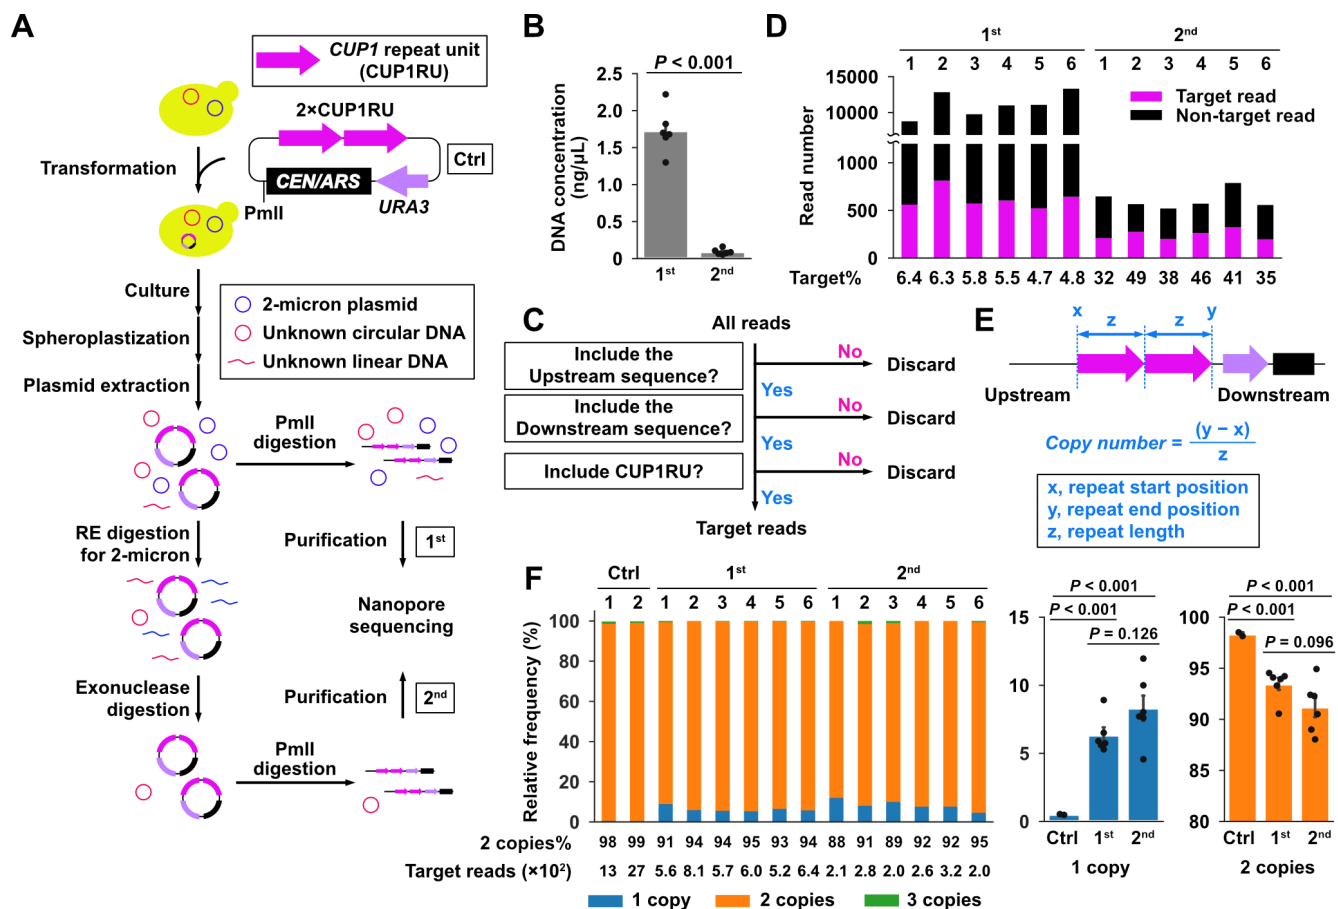 A
CUP1 repeat unit
(CUP1RU)
2×CUP1RU
Transformation
Ctrl
CEN/ARS
URA3
PmlI
Culture
Spheroplastization
Plasmid extraction
2-micron plasmid
Unknown circular DNA
Unknown linear DNA
PmlI
digestion
RE digestion
for 2-micron
Purification
1st
Nanopore
sequencing
Exonuclease
digestion
Purification
2nd
PmlI
digestion
B
P < 0.001
DNA concentration
(ng/μL)
2.5
2.0
1.5
1.0
0.5
0
1st 2nd
C
All reads
Include the
Upstream sequence?
No
Discard
Yes
Include the
Downstream sequence?
No
Discard
Yes
Include CUP1RU?
No
Discard
Yes
Target reads
D
1st 2nd
1 2 3 4 5 6 1 2 3 4 5 6
Read number
15000
10000
1000
500
0
Target read
Non-target read
Target% 6.4 6.3 5.8 5.5 4.7 4.8 32 49 38 46 41 35
E
x z z y
Upstream Downstream
Copy number = (y − x)
z
x, repeat start position
y, repeat end position
z, repeat length
F
Ctrl 1st 2nd
1 2 1 2 3 4 5 6 1 2 3 4 5 6
Relative frequency (%)
100
80
60
40
20
0
2 copies% 98 99 91 94 94 95 93 94 88 91 89 92 92 95
Target reads (×10²) 13 27 5.6 8.1 5.7 6.0 5.2 6.4 2.1 2.8 2.0 2.6 3.2 2.0
1 copy 2 copies 3 copies
P < 0.001
P < 0.001
P = 0.126
15
10
5
0
Ctrl 1st 2nd
1 copy
P < 0.001
P < 0.001
P = 0.096
100
95
90
85
80
Ctrl 1st 2nd
2 copies